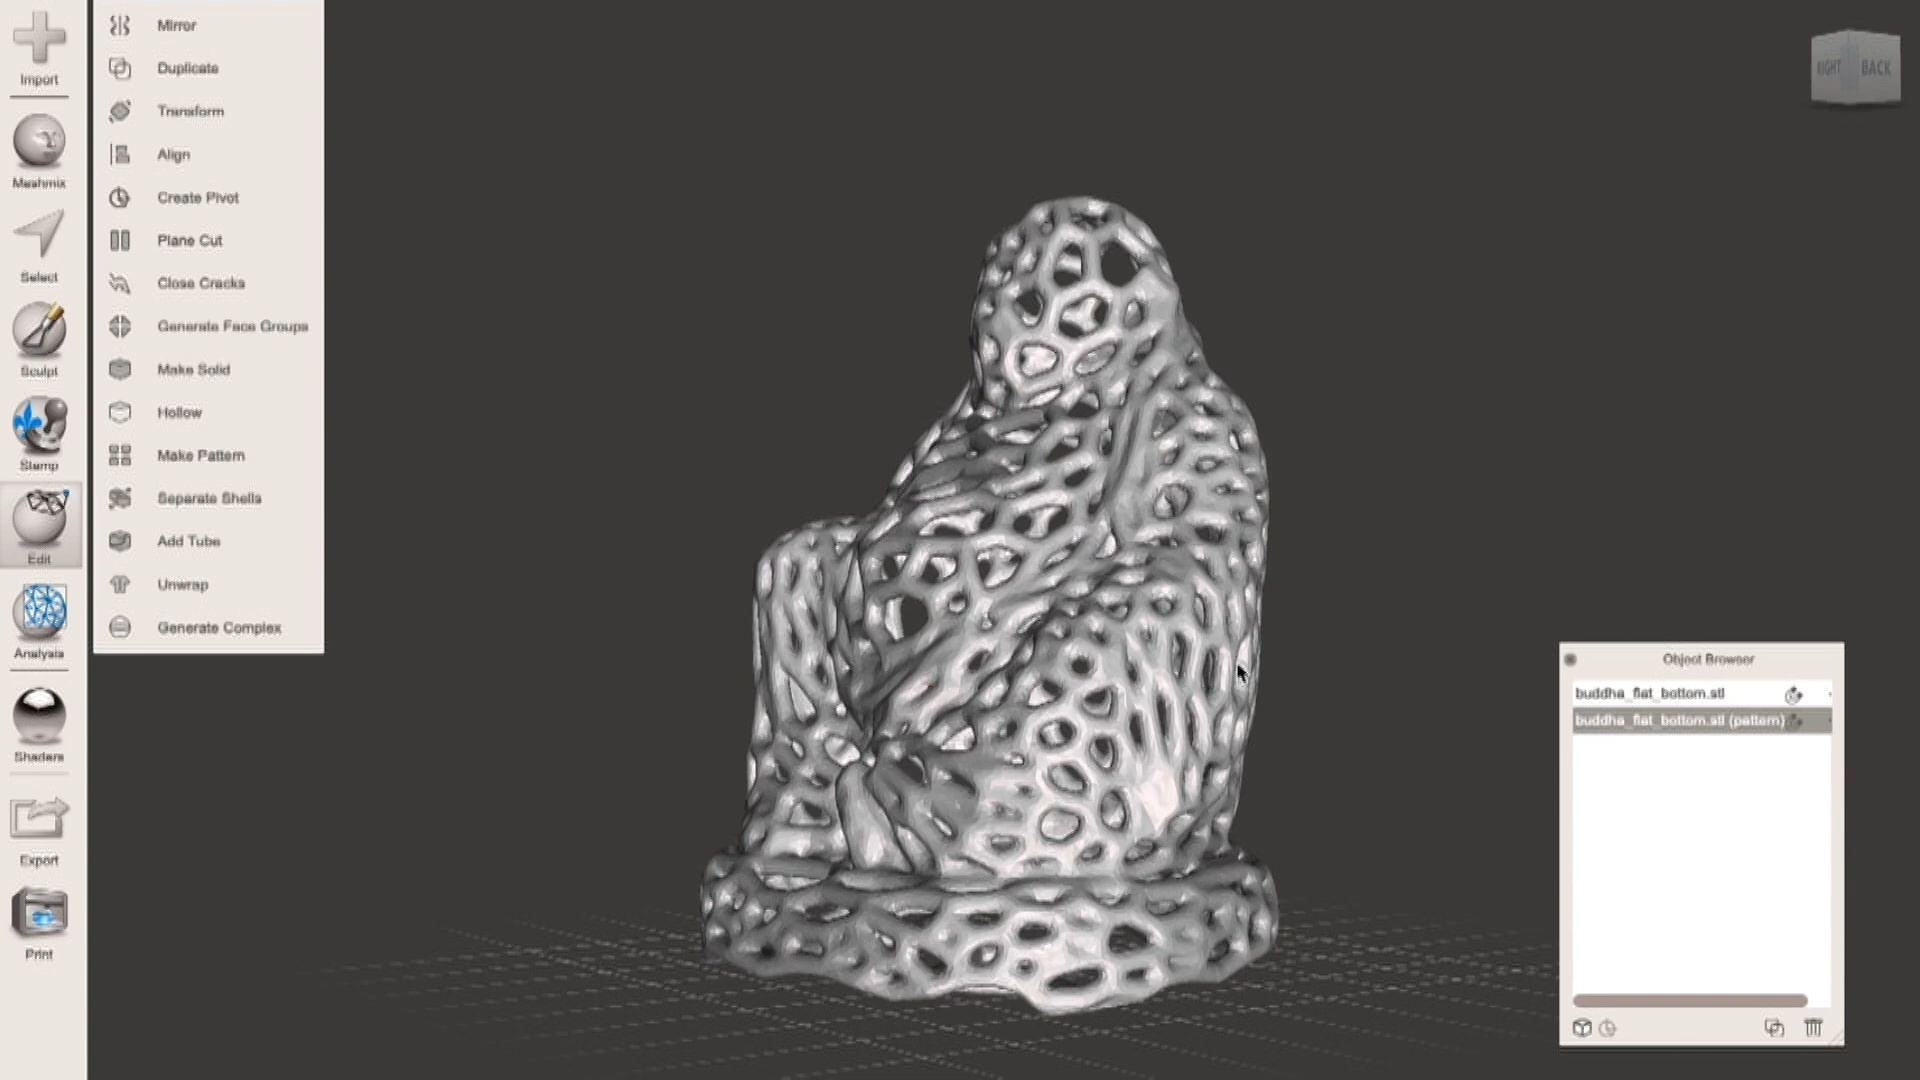 Import
Meshmix
Select
Sculpt
Stamp
Edit
Analysis
Shaders
Export
Print
Mirror
Duplicate
Transform
Align
Create Pivot
Plane Cut
Close Cracks
Generate Face Groups
Make Solid
Hollow
Make Pattern
Separate Shells
Add Tube
Unwrap
Generate Complex
RIGHT BACK
Object Browser
buddha_flat_bottom.stl
buddha_flat_bottom.stl (pattern)